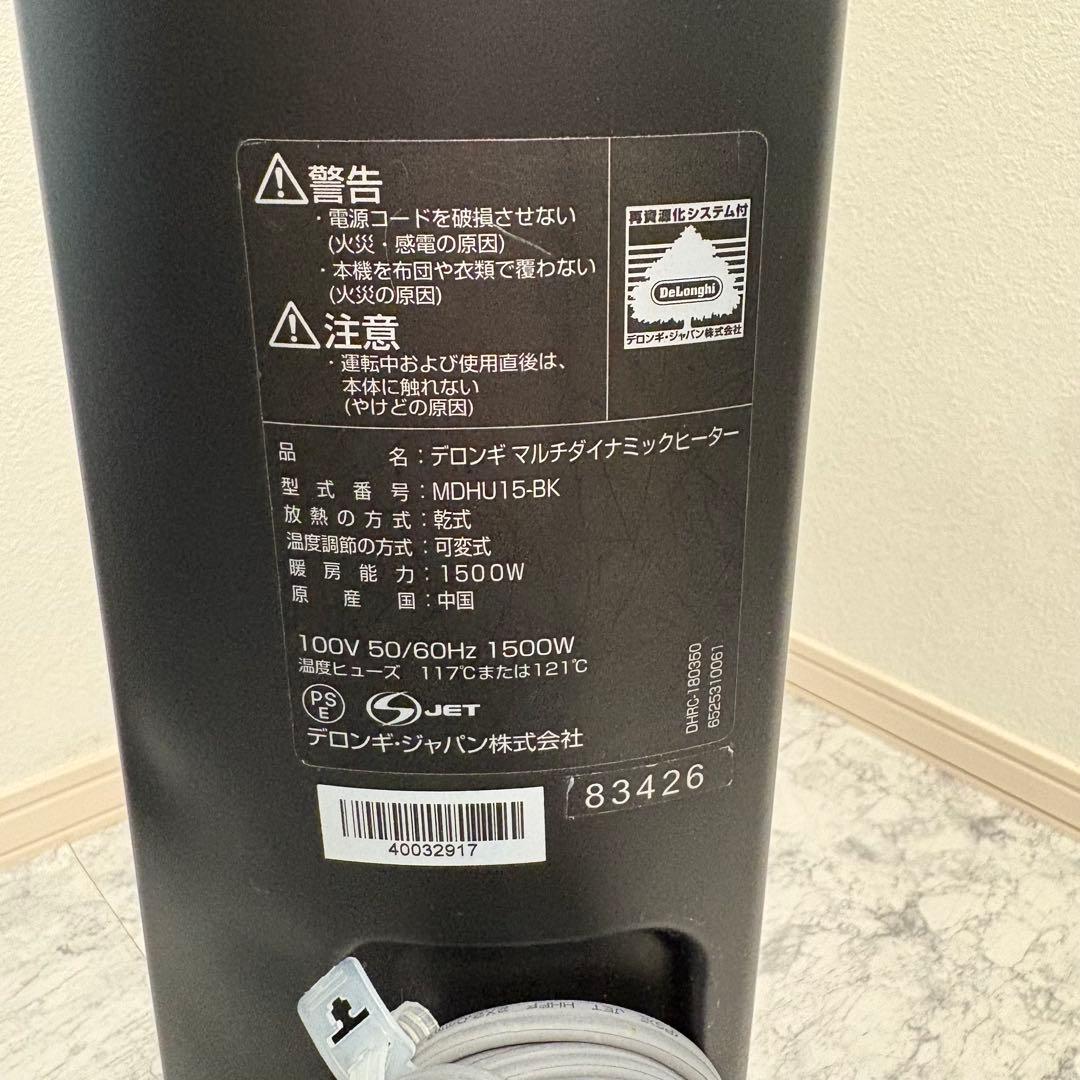 警告
・電源コードを破損させない
(火災・感電の原因)
・本機を布団や衣類で覆わない
(火災の原因)
注意
・運転中および使用直後は、
本体に触れない
(やけどの原因)
再資源化システム付
DeLonghi
デロンギ・ジャパン株式会社
品名:デロンギ マルチダイナミックヒーター
型式番号:MDHU15-BK
放熱の方式:乾式
温度調節の方式:可変式
暖房能力:1500W
原産国:中国
100V 50/60Hz 1500W
温度ヒューズ 117℃または121℃
PS
E
JET
デロンギ・ジャパン株式会社
DHRC-180350
6525310061
83426
40032917
JET HHFF